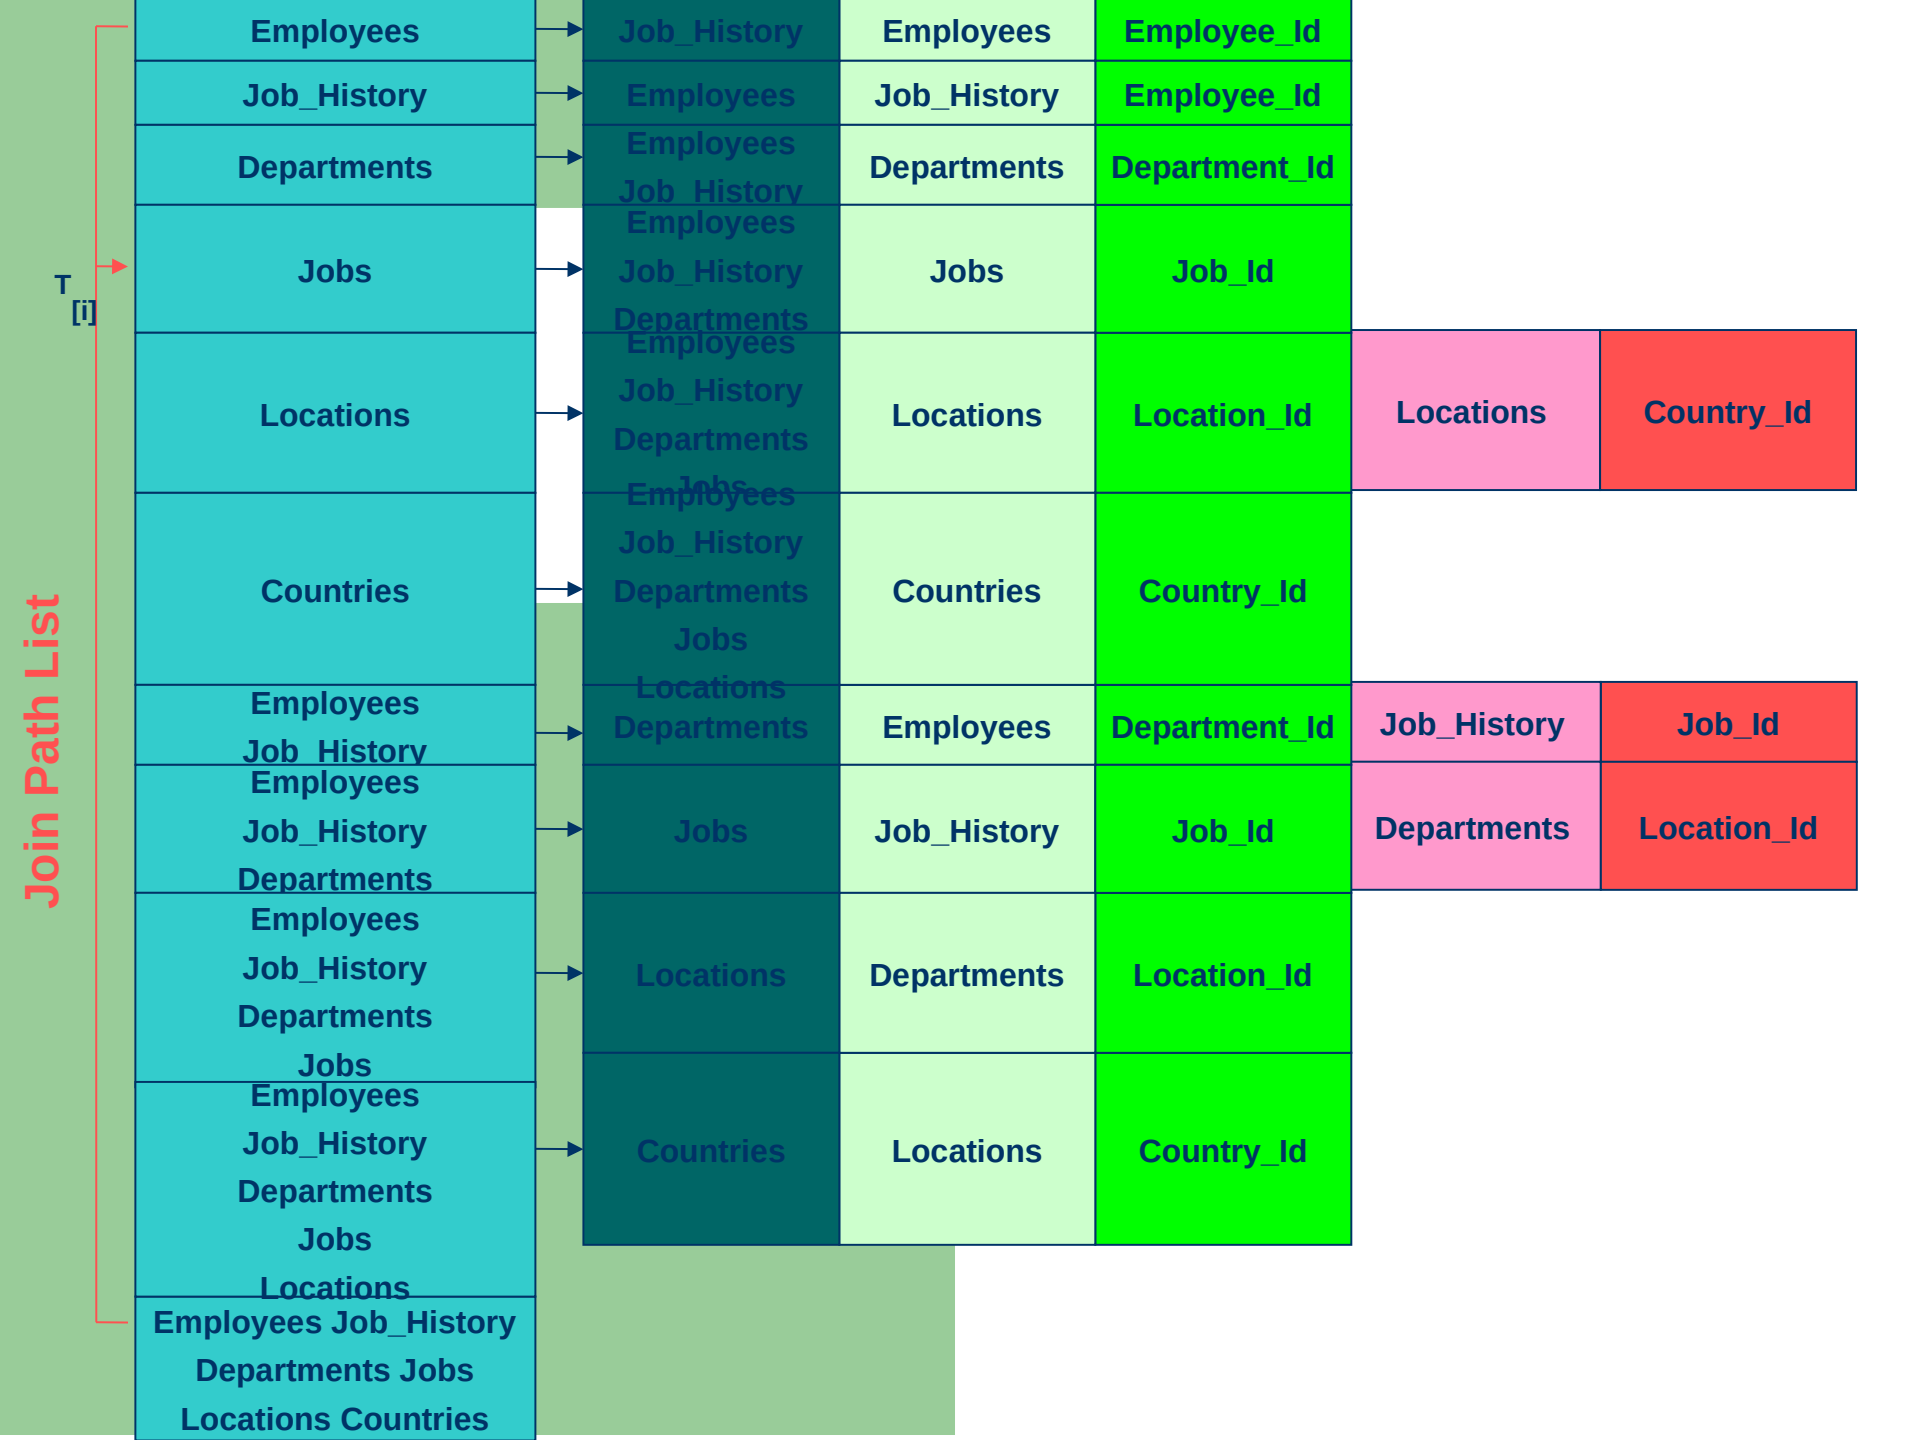 Employees
Job_History
Employees
Employee_Id
Job_History
Employees
Job_History
Employee_Id
Departments
Employees
Job_History
Departments
Department_Id
T
[i]
Jobs
Employees
Job_History
Departments
Jobs
Job_Id
Locations
Employees
Job_History
Departments
Jobs
Locations
Location_Id
Locations
Country_Id
Countries
Employees
Job_History
Departments
Jobs
Locations
Countries
Country_Id
Join Path List
Employees
Job_History
Departments
Employees
Department_Id
Job_History
Job_Id
Employees
Job_History
Departments
Jobs
Job_History
Job_Id
Departments
Location_Id
Employees
Job_History
Departments
Jobs
Locations
Departments
Location_Id
Employees
Job_History
Departments
Jobs
Locations
Countries
Locations
Country_Id
Employees Job_History
Departments Jobs
Locations Countries